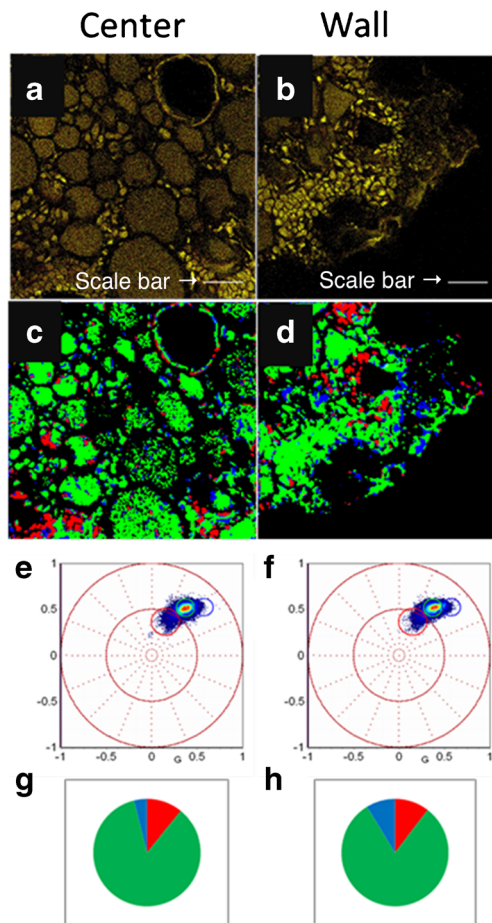 Center Wall
a b
Scale bar → Scale bar →
c d
e f
1 1
0.5 0.5
0 0
-0.5 -0.5
-1 -1
-1 -0.5 0 G 0.5 1 -1 -0.5 0 G 0.5 1
g h